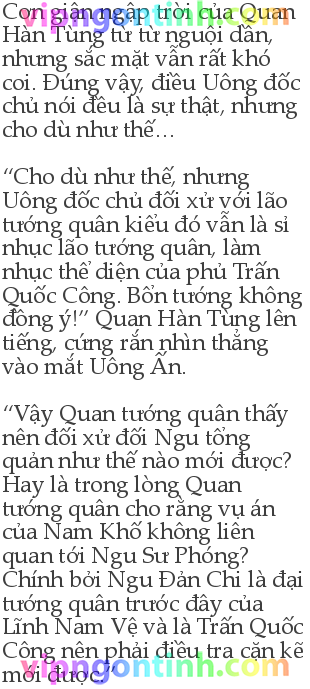 vipngontinh.com
Cơn giận ngập trời của Quan
Hàn Tùng từ từ nguội dần,
nhưng sắc mặt vẫn rất khó
coi. Đúng vậy, điều Uông đốc
chủ nói đều là sự thật, nhưng
cho dù như thế…
“Cho dù như thế, nhưng
Uông đốc chủ đối xử với lão
tướng quân kiểu đó vẫn là sỉ
nhục lão tướng quân, làm
nhục thể diện của phủ Trấn
Quốc Công. Bổn tướng không
đồng ý!” Quan Hàn Tùng lên
tiếng, cứng rắn nhìn thẳng
vào mắt Uông Ấn.
“Vậy Quan tướng quân thấy
nên đối xử đối Ngu tổng
quản như thế nào mới được?
Hay là trong lòng Quan
tướng quân cho rằng vụ án
của Nam Khố không liên
quan tới Ngu Sư Phóng?
Chính bởi Ngu Đản Chi là đại
tướng quân trước đây của
Lĩnh Nam Vệ và là Trấn Quốc
Công nên phải điều tra cặn kẽ
mới được.”
vipngontinh.com